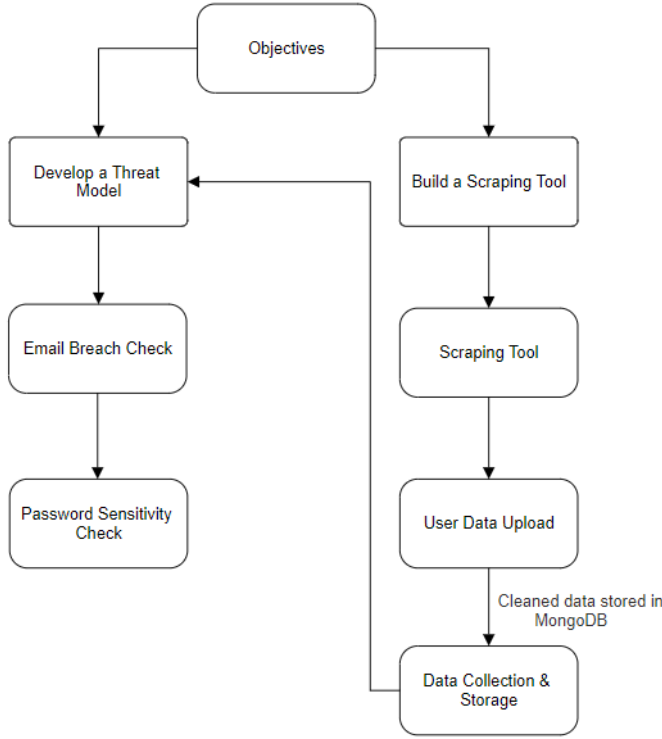 Objectives
Develop a Threat
Model
Build a Scraping Tool
Email Breach Check
Scraping Tool
Password Sensitivity
Check
User Data Upload
Cleaned data stored in
MongoDB
Data Collection &
Storage